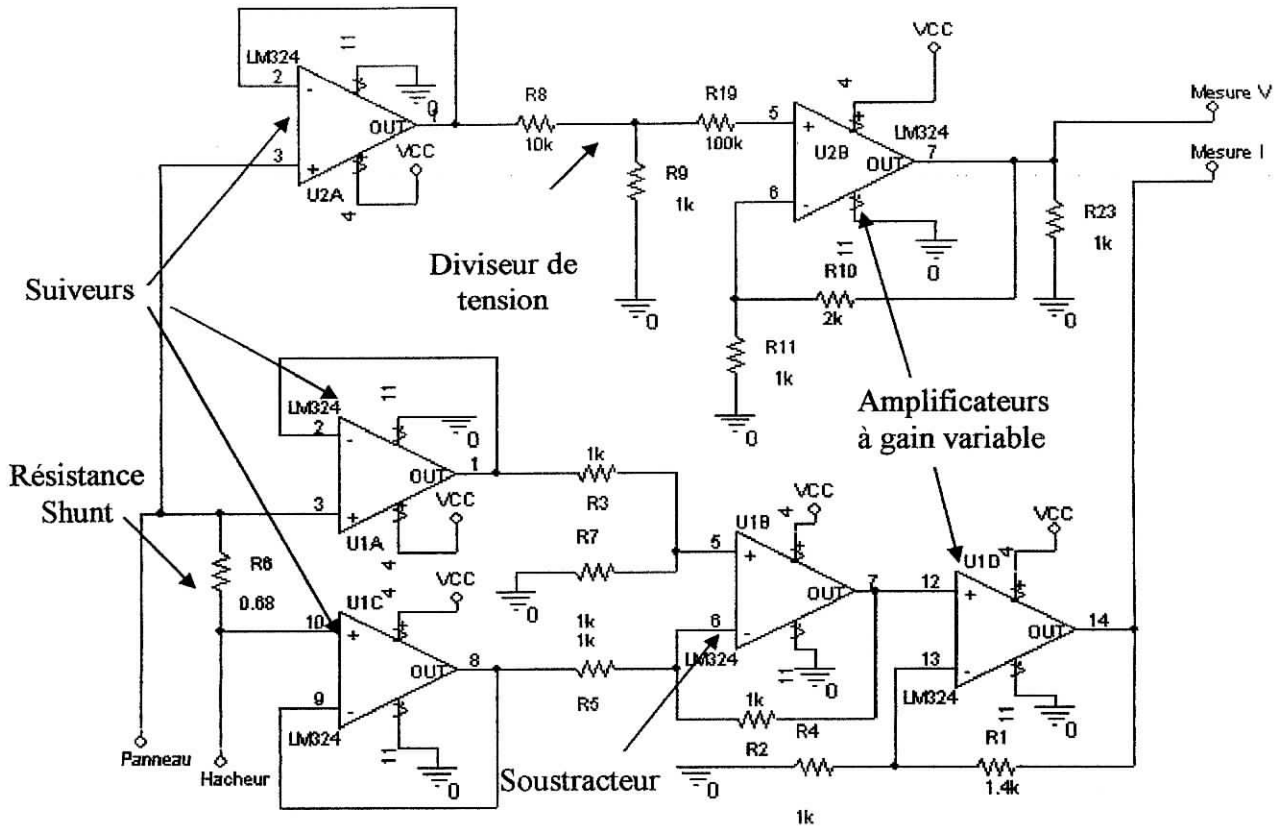 LM324
11
2
-
0
OUT
1
3
+
VCC
U2A
4
R8
10k
R9
1k
0
R19
100k
VCC
4
5
+
LM324
U2B
7
OUT
6
-
11
0
R10
2k
R11
1k
0
Mesure V
Mesure I
R23
1k
0
Suiveurs
Diviseur de
tension
Amplificateurs
à gain variable
Résistance
Shunt
LM324
11
2
-
0
OUT
1
3
+
VCC
U1A
4
1k
R3
R7
0
1k
R6
0.68
4
U1C
VCC
10
+
OUT
8
9
-
LM324
11
0
Panneau
Hacheur
1k
R5
U1B
4
VCC
5
+
OUT
7
6
-
LM324
11
0
1k
R4
R2
0
1k
Soustracteur
U1D
4
VCC
12
+
OUT
14
13
-
LM324
11
0
R1
1.4k